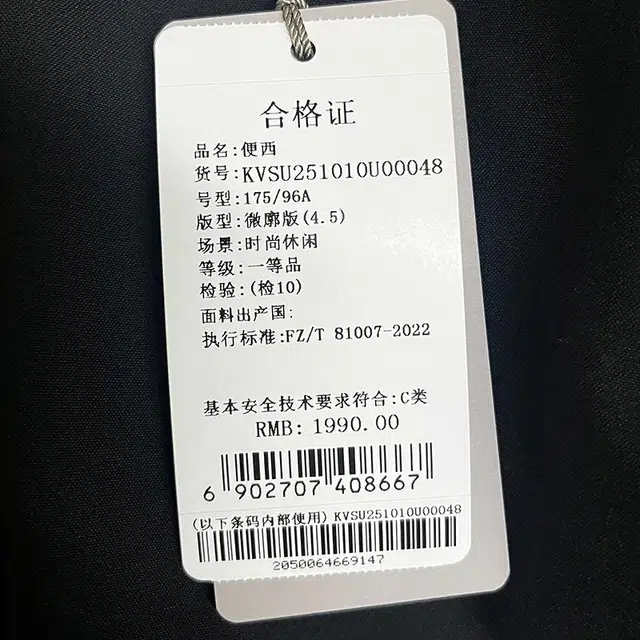 合格证
品名:便西
货号:KVSU251010U00048
号型:175/96A
版型:微廓版(4.5)
场景:时尚休闲
等级:一等品
检验:(检10)
面料出产国:
执行标准:FZ/T 81007-2022
基本安全技术要求符合:C类
RMB: 1990.00
6 902707 408667
(以下条码内部使用) KVSU251010U00048
2050064669147